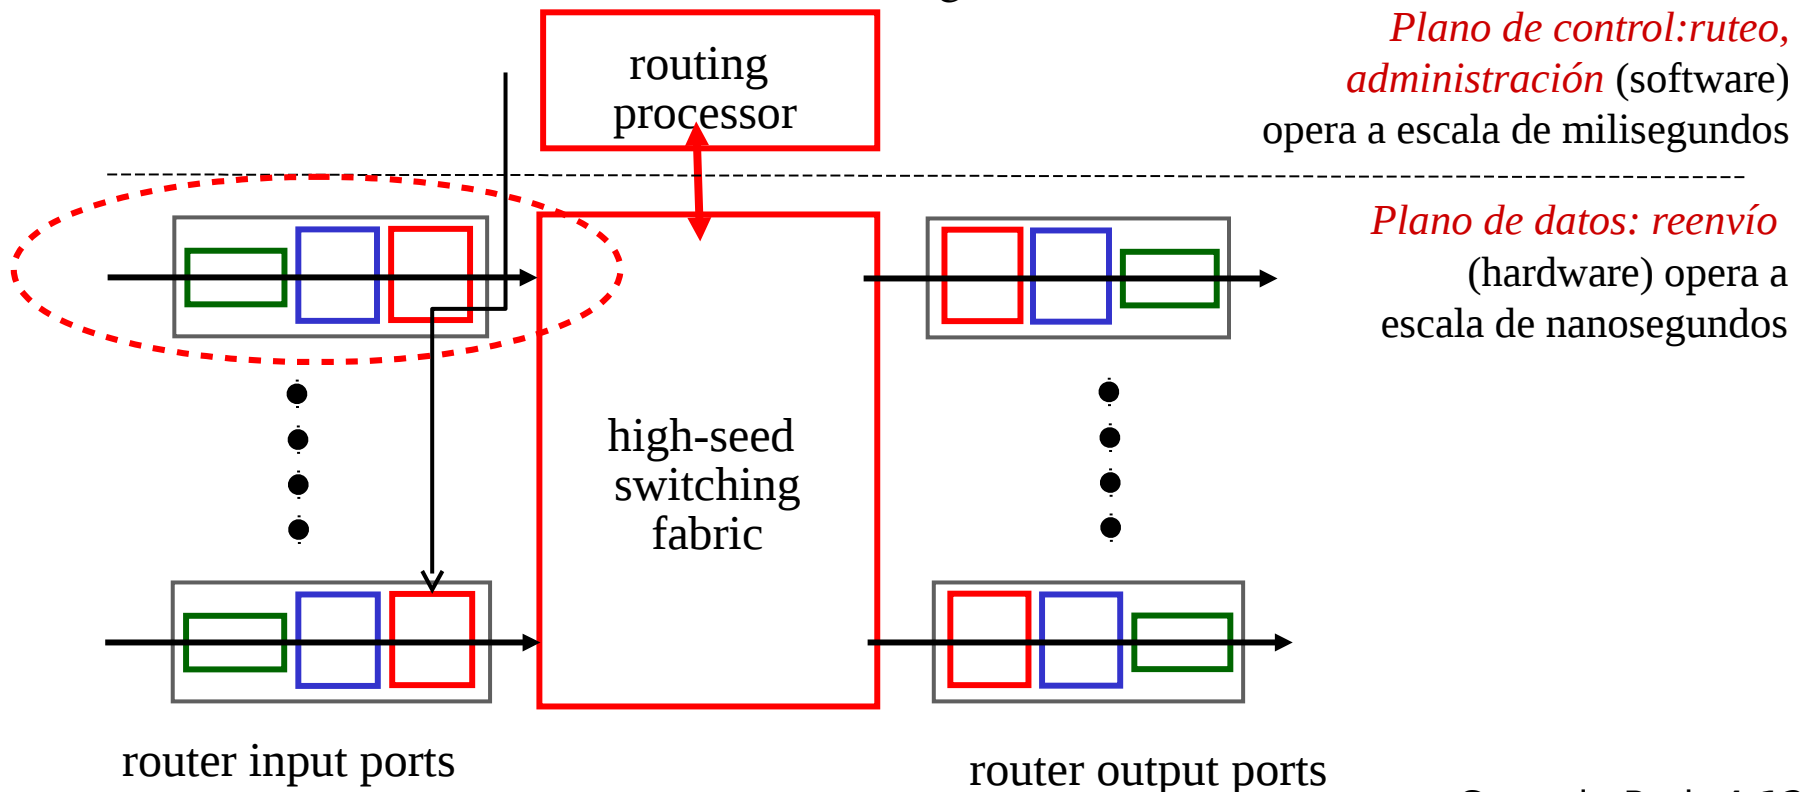 routing
processor
Plano de control:ruteo,
administración (software)
opera a escala de milisegundos
Plano de datos: reenvío
(hardware) opera a
escala de nanosegundos
high-seed
switching
fabric
router input ports
router output ports